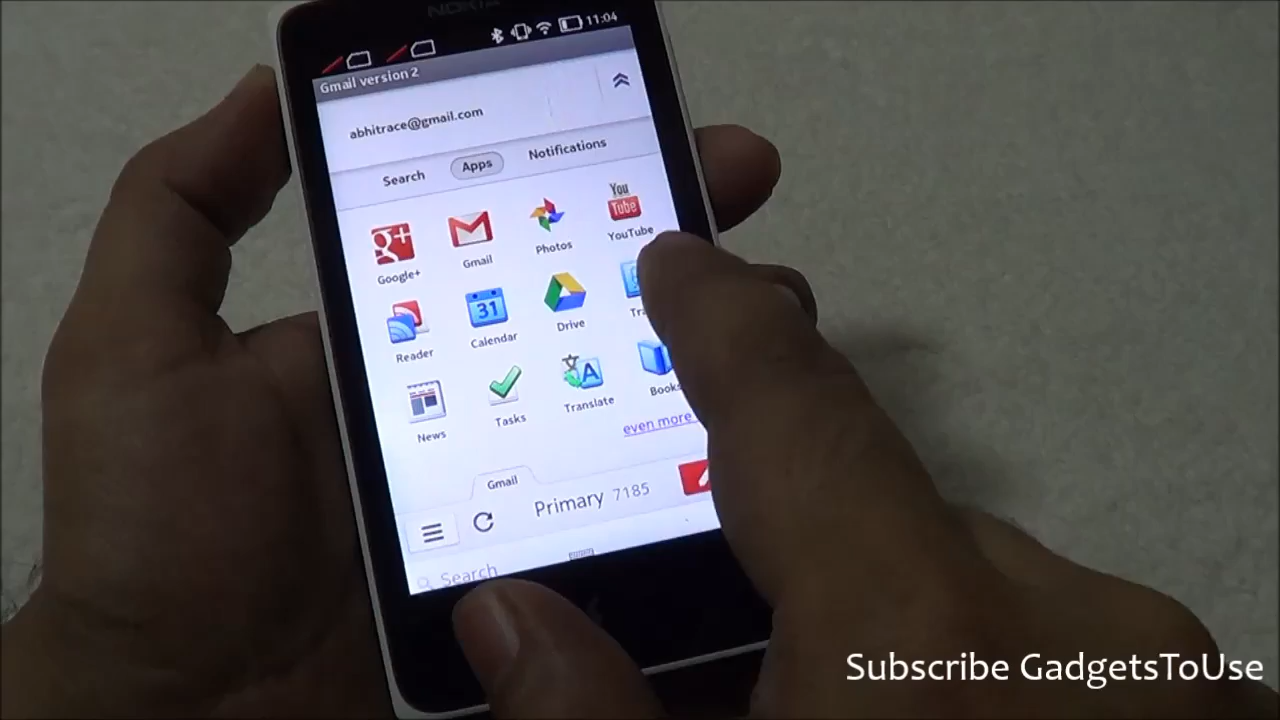 NOKIA
11:04
Gmail version 2
abhitrace@gmail.com
Search Apps Notifications
You
Tube
g+
Google+ Gmail Photos YouTube
31
Reader Calendar Drive
文 A
News Tasks Translate Books
even more
Gmail
Primary 7185
Search
Subscribe GadgetsToUse